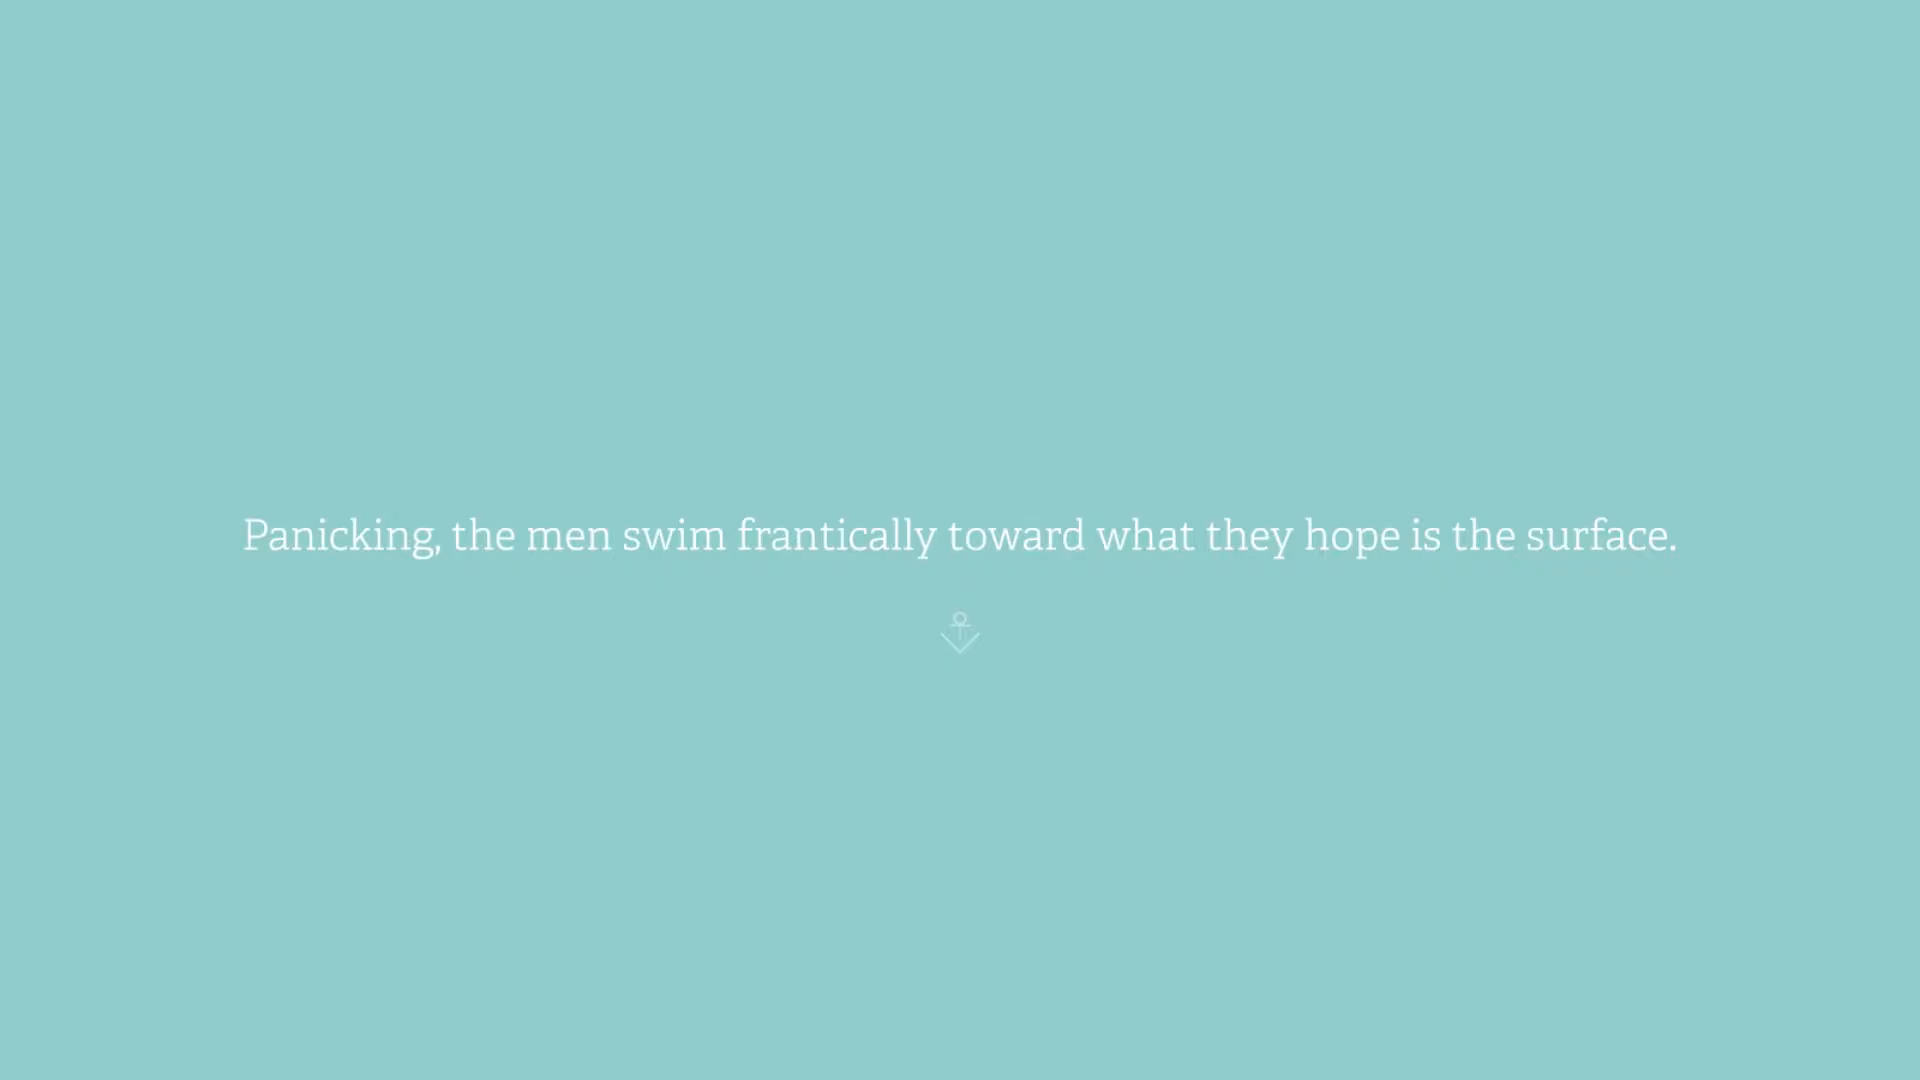 Panicking, the men swim frantically toward what they hope is the surface.